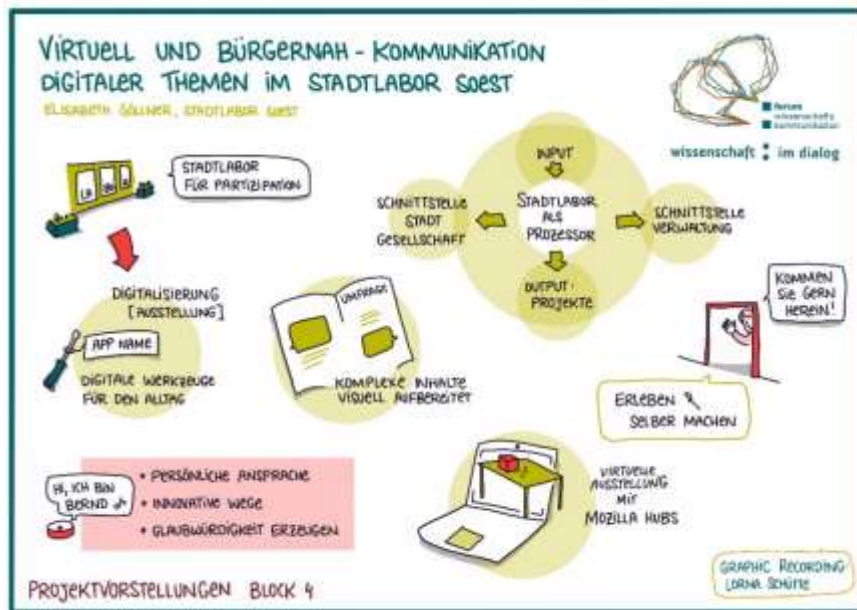 VIRTUELL UND BÜRGERNAH - KOMMUNIKATION
DIGITALER THEMEN IM STADTLABOR SOEST
ELISABETH GÖLLNER, STADTLABOR SOEST
forum
wissenschafts
kommunikation
wissenschaft : im dialog
STADTLABOR
FÜR PARTIZIPATION
INPUT
SCHNITTSTELLE
STADT
GESELLSCHAFT
STADTLABOR
ALS
PROZESSOR
SCHNITTSTELLE
VERWALTUNG
OUTPUT:
PROJEKTE
KOMMEN
SIE GERN
HEREIN!
DIGITALISIERUNG
[AUSSTELLUNG]
APP NAME
DIGITALE WERKZEUGE
FÜR DEN ALLTAG
UMFRAGE
KOMPLEXE INHALTE
VISUELL AUFBEREITET
ERLEBEN
SELBER MACHEN
HI, ICH BIN
BERND
• PERSÖNLICHE ANSPRACHE
• INNOVATIVE WEGE
• GLAUBWÜRDIGKEIT ERZEUGEN
VIRTUELLE
AUSSTELLUNG
MIT
MOZILLA HUBS
PROJEKTVORSTELLUNGEN BLOCK 4
GRAPHIC RECORDING
LORNA SCHÜTTE